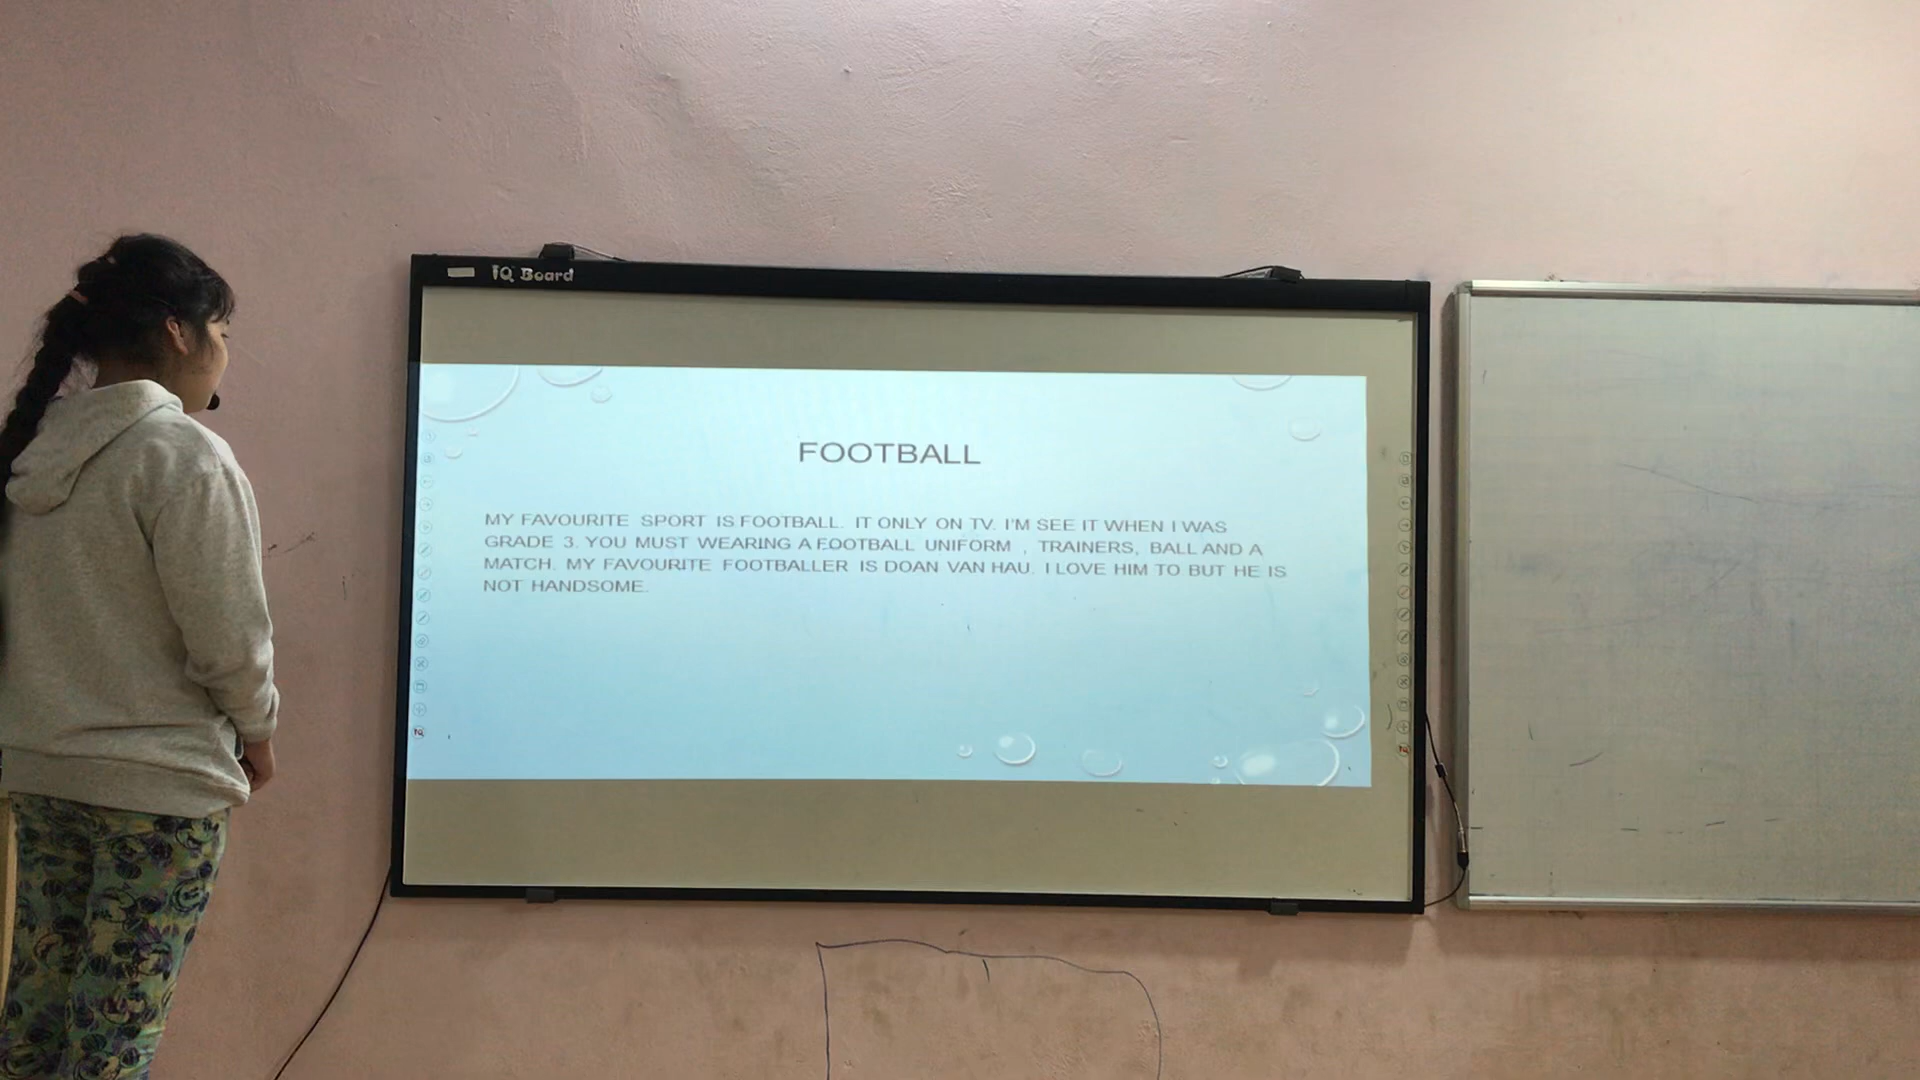 IQ Board
FOOTBALL
MY FAVOURITE SPORT IS FOOTBALL. IT ONLY ON TV. I'M SEE IT WHEN I WAS
GRADE 3. YOU MUST WEARING A FOOTBALL UNIFORM , TRAINERS, BALL AND A
MATCH. MY FAVOURITE FOOTBALLER IS DOAN VAN HAU. I LOVE HIM TO BUT HE IS
NOT HANDSOME.